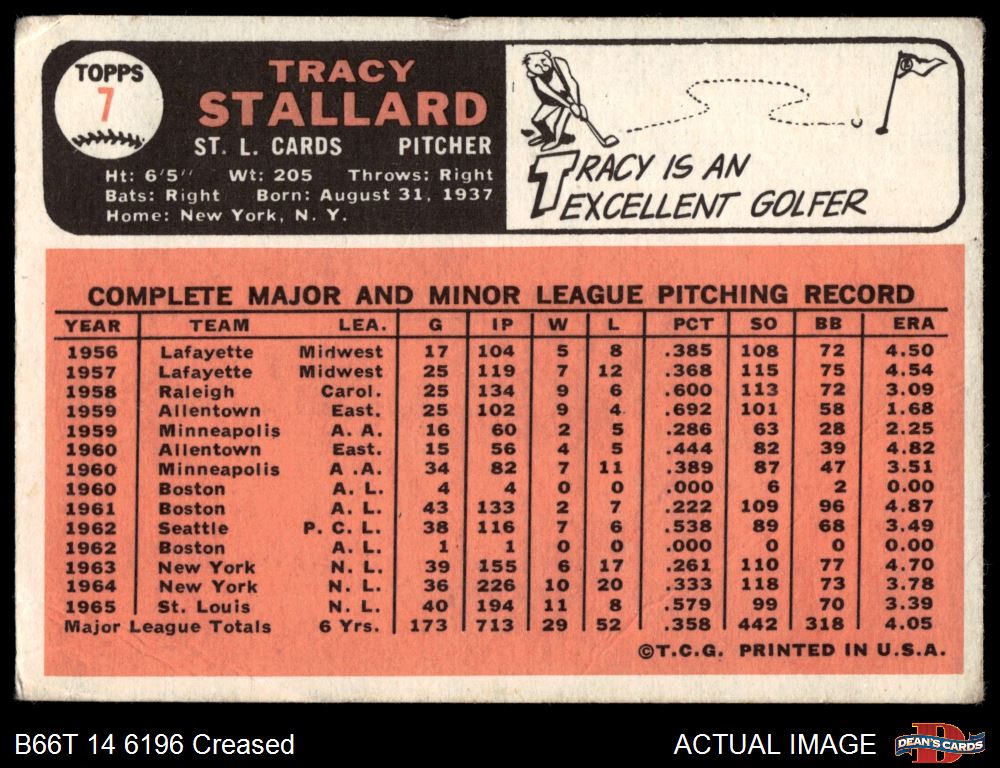 TOPPS
7
TRACY
STALLARD
ST. L. CARDS PITCHER
Ht: 6'5" Wt: 205 Throws: Right
Bats: Right Born: August 31, 1937
Home: New York, N. Y.
TRACY IS AN
EXCELLENT GOLFER
COMPLETE MAJOR AND MINOR LEAGUE PITCHING RECORD
YEAR TEAM LEA. G IP W L PCT SO BB ERA
1956 Lafayette Midwest 17 104 5 8 .385 108 72 4.50
1957 Lafayette Midwest 25 119 7 12 .368 115 75 4.54
1958 Raleigh Carol. 25 134 9 6 .600 113 72 3.09
1959 Allentown East. 25 102 9 4 .692 101 58 1.68
1959 Minneapolis A. A. 16 60 2 5 .286 63 28 2.25
1960 Allentown East. 15 56 4 5 .444 82 39 4.82
1960 Minneapolis A .A. 34 82 7 11 .389 87 47 3.51
1960 Boston A. L. 4 4 0 0 .000 6 2 0.00
1961 Boston A. L. 43 133 2 7 .222 109 96 4.87
1962 Seattle P. C. L. 38 116 7 6 .538 89 68 3.49
1962 Boston A. L. 1 1 0 0 .000 0 0 0.00
1963 New York N. L. 39 155 6 17 .261 110 77 4.70
1964 New York N. L. 36 226 10 20 .333 118 73 3.78
1965 St. Louis N. L. 40 194 11 8 .579 99 70 3.39
Major League Totals 6 Yrs. 173 713 29 52 .358 442 318 4.05
©T.C.G. PRINTED IN U.S.A.
B66T 14 6196 Creased
ACTUAL IMAGE
DEAN'S CARDS